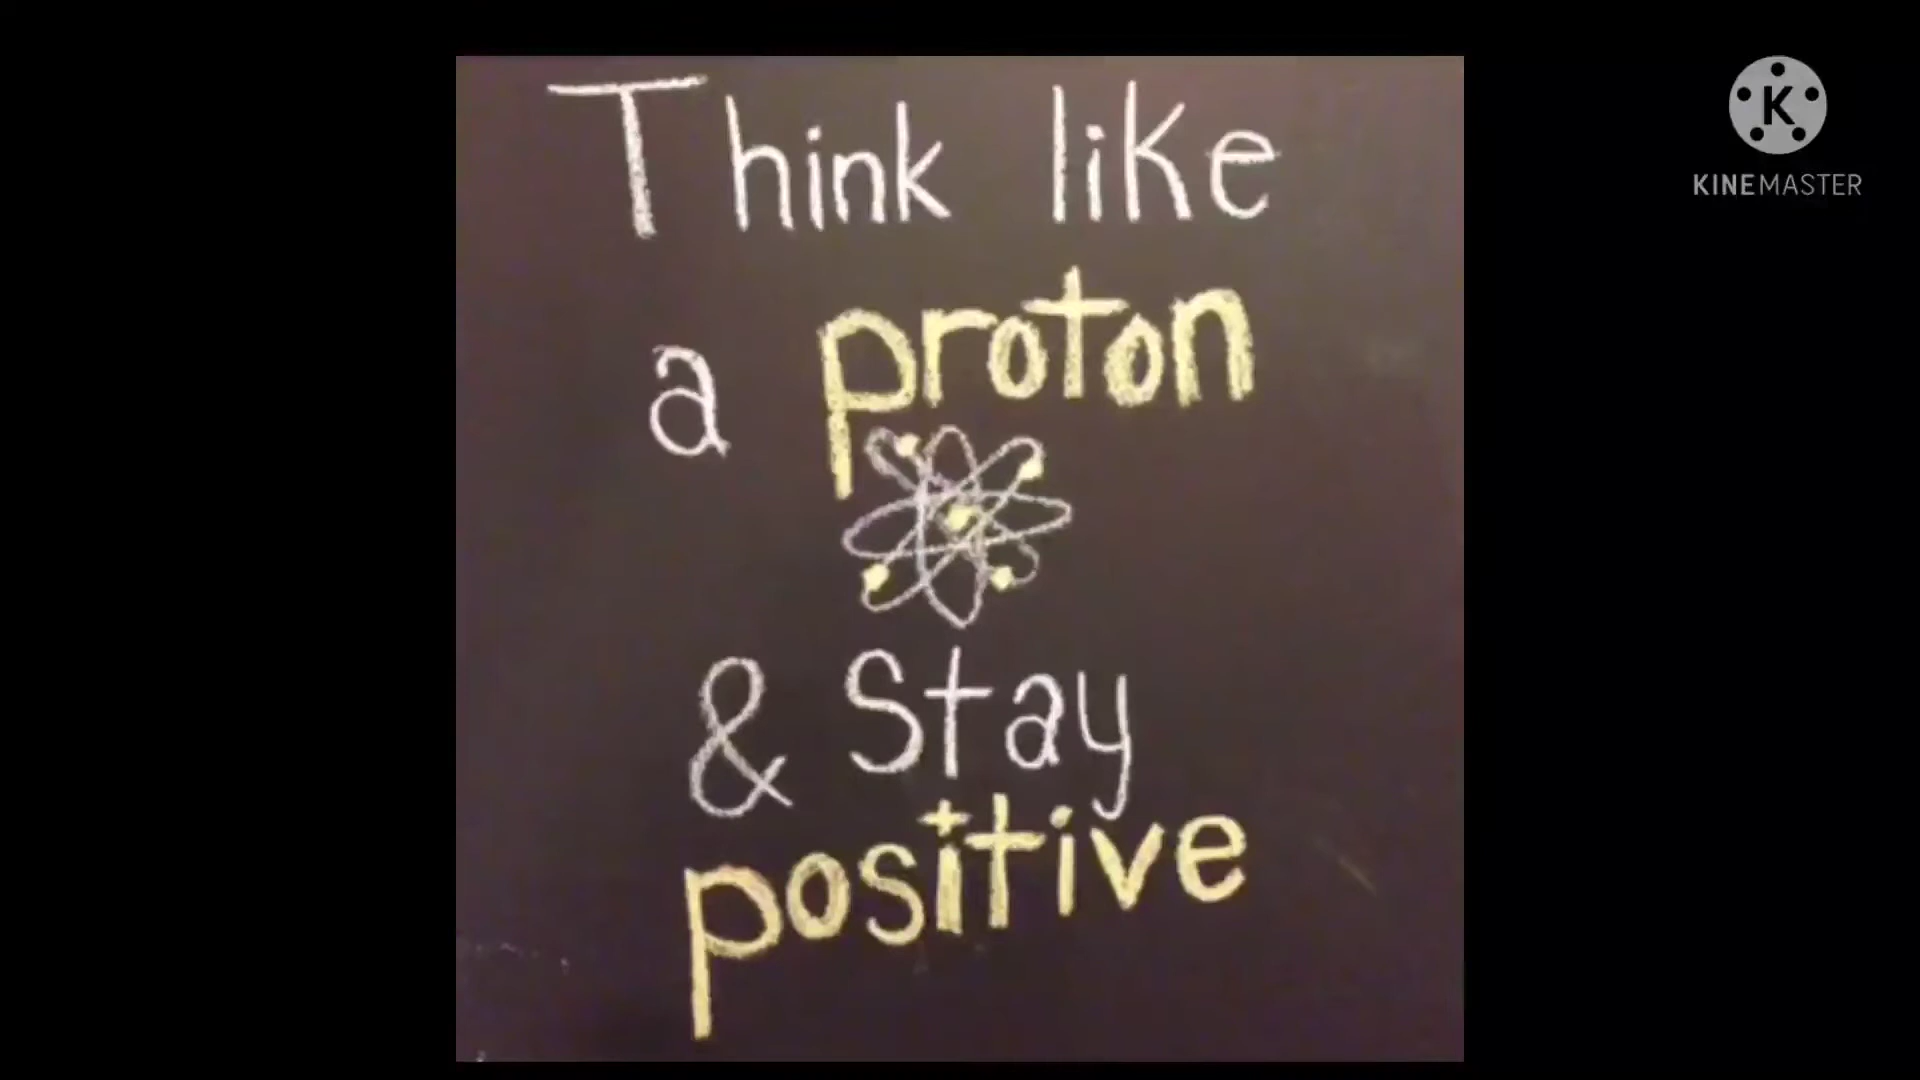 Think like
a proton
& Stay
positive
K
KINEMASTER